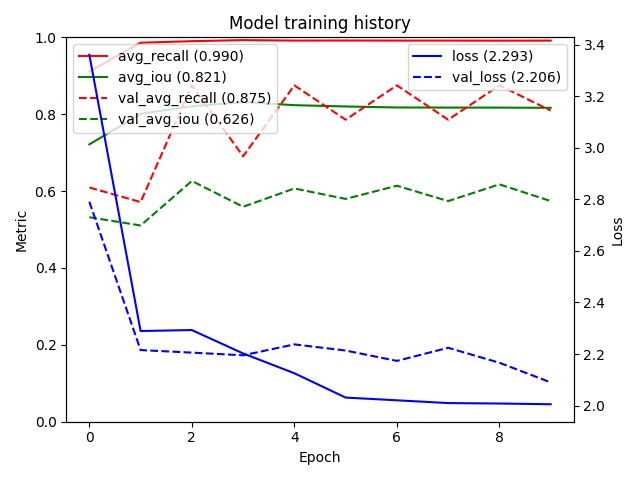 Model training history
1.0
0.8
0.6
0.4
0.2
0.0
Metric
avg_recall (0.990)
avg_iou (0.821)
val_avg_recall (0.875)
val_avg_iou (0.626)
loss (2.293)
val_loss (2.206)
3.4
3.2
3.0
2.8
2.6
2.4
2.2
2.0
Loss
0 2 4 6 8
Epoch